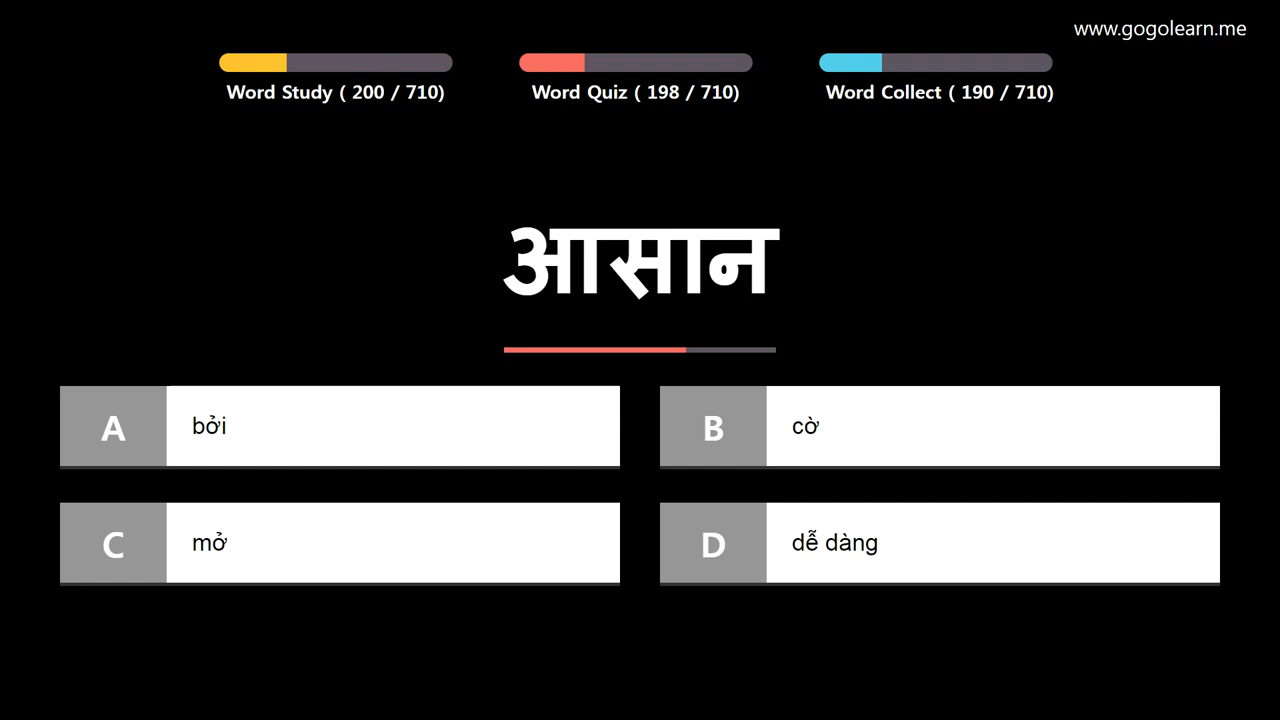 www.gogolearn.me
Word Study ( 200 / 710)
Word Quiz ( 198 / 710)
Word Collect ( 190 / 710)
आसान
A
bởi
B
cờ
C
mở
D
dễ dàng